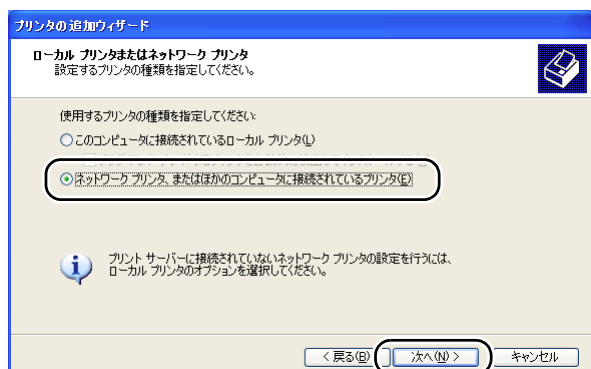 プリンタの追加ウィザード
ローカル プリンタまたはネットワーク プリンタ
設定するプリンタの種類を指定してください。
使用するプリンタの種類を指定してください:
このコンピュータに接続されているローカル プリンタ(L)
ネットワーク プリンタ、またはほかのコンピュータに接続されているプリンタ(E)
プリント サーバーに接続されていないネットワーク プリンタの設定を行うには、
ローカル プリンタのオプションを選択してください。
< 戻る(B)
次へ(N) >
キャンセル